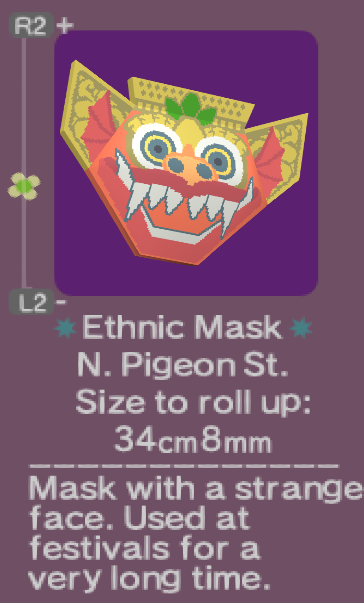 R2 +
L2 -
Ethnic Mask
N. Pigeon St.
Size to roll up:
34cm8mm
Mask with a strange
face. Used at
festivals for a
very long time.